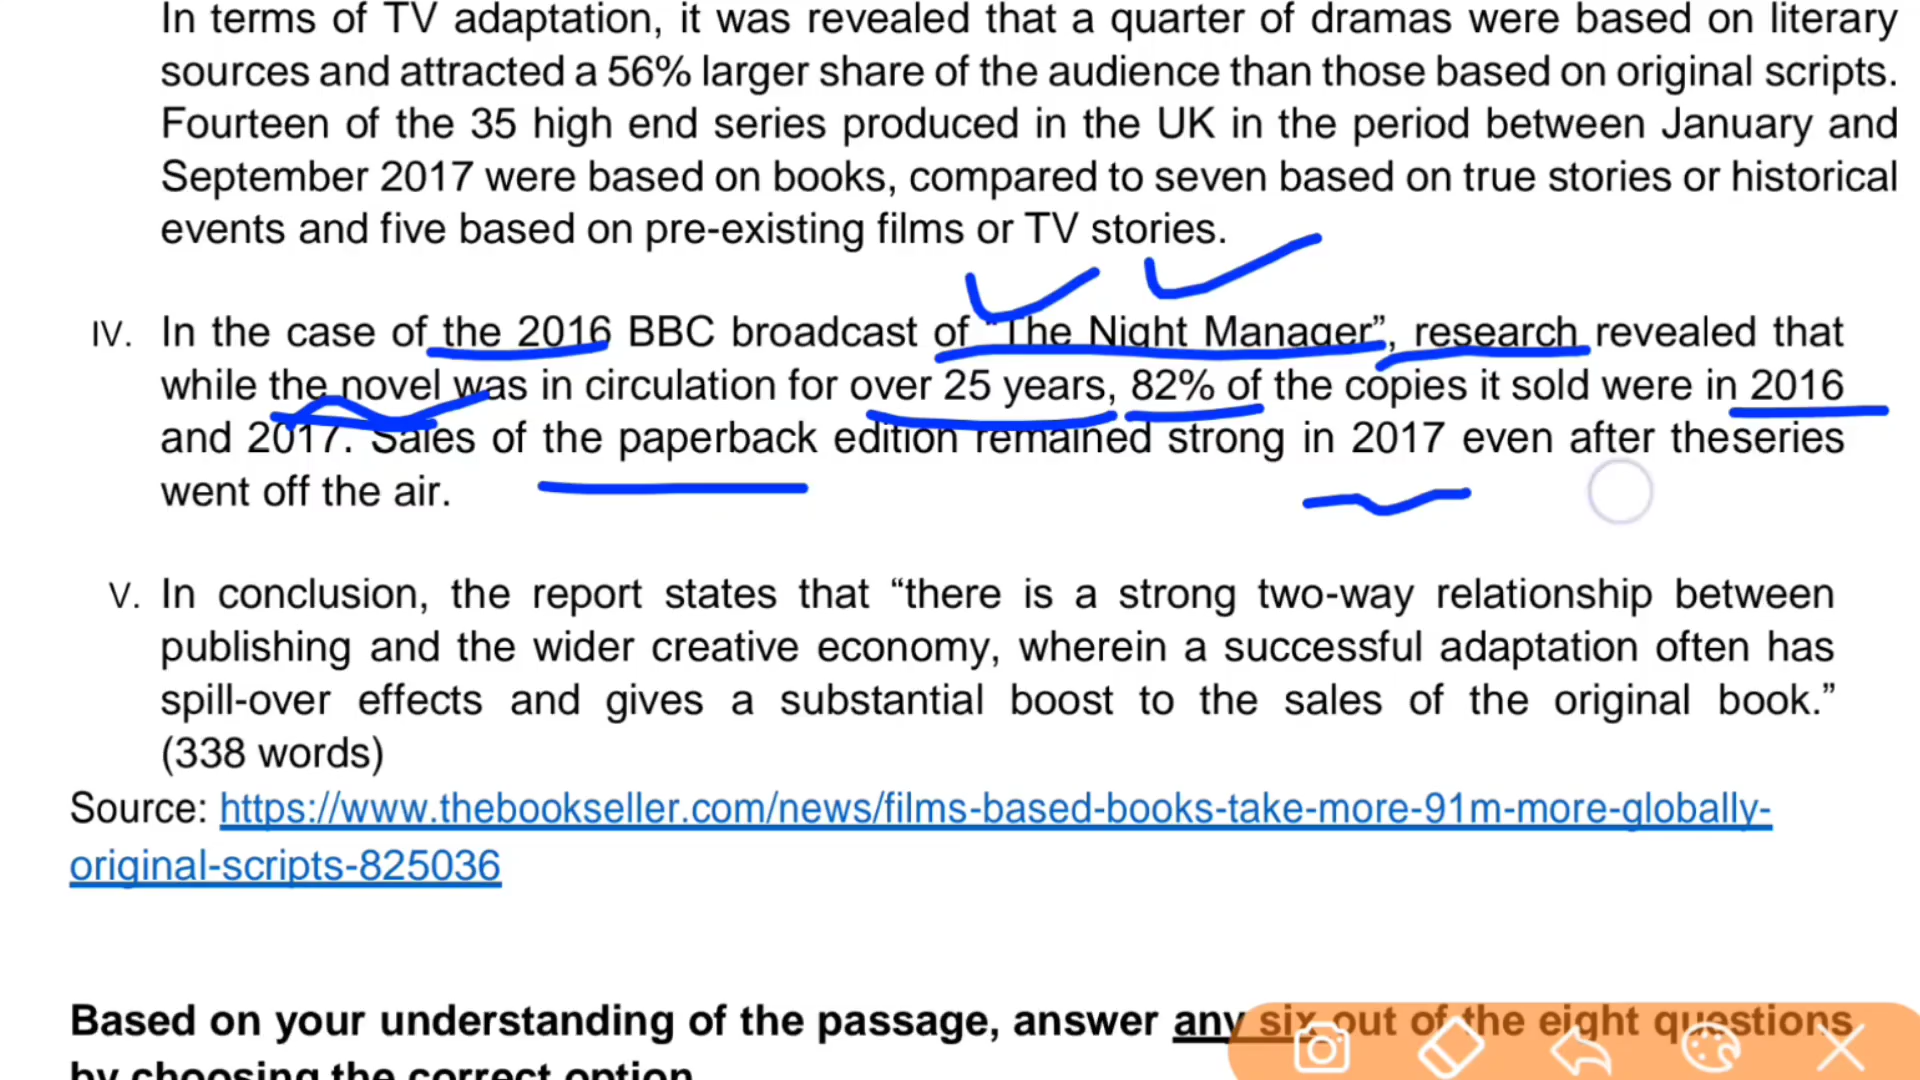 In terms of TV adaptation, it was revealed that a quarter of dramas were based on literary
sources and attracted a 56% larger share of the audience than those based on original scripts.
Fourteen of the 35 high end series produced in the UK in the period between January and
September 2017 were based on books, compared to seven based on true stories or historical
events and five based on pre-existing films or TV stories.
IV. In the case of the 2016 BBC broadcast of “The Night Manager”, research revealed that
while the novel was in circulation for over 25 years, 82% of the copies it sold were in 2016
and 2017. Sales of the paperback edition remained strong in 2017 even after theseries
went off the air.
V. In conclusion, the report states that “there is a strong two-way relationship between
publishing and the wider creative economy, wherein a successful adaptation often has
spill-over effects and gives a substantial boost to the sales of the original book.”
(338 words)
Source: https://www.thebookseller.com/news/films-based-books-take-more-91m-more-globally-
original-scripts-825036
Based on your understanding of the passage, answer any six out of the eight questions
by choosing the correct option